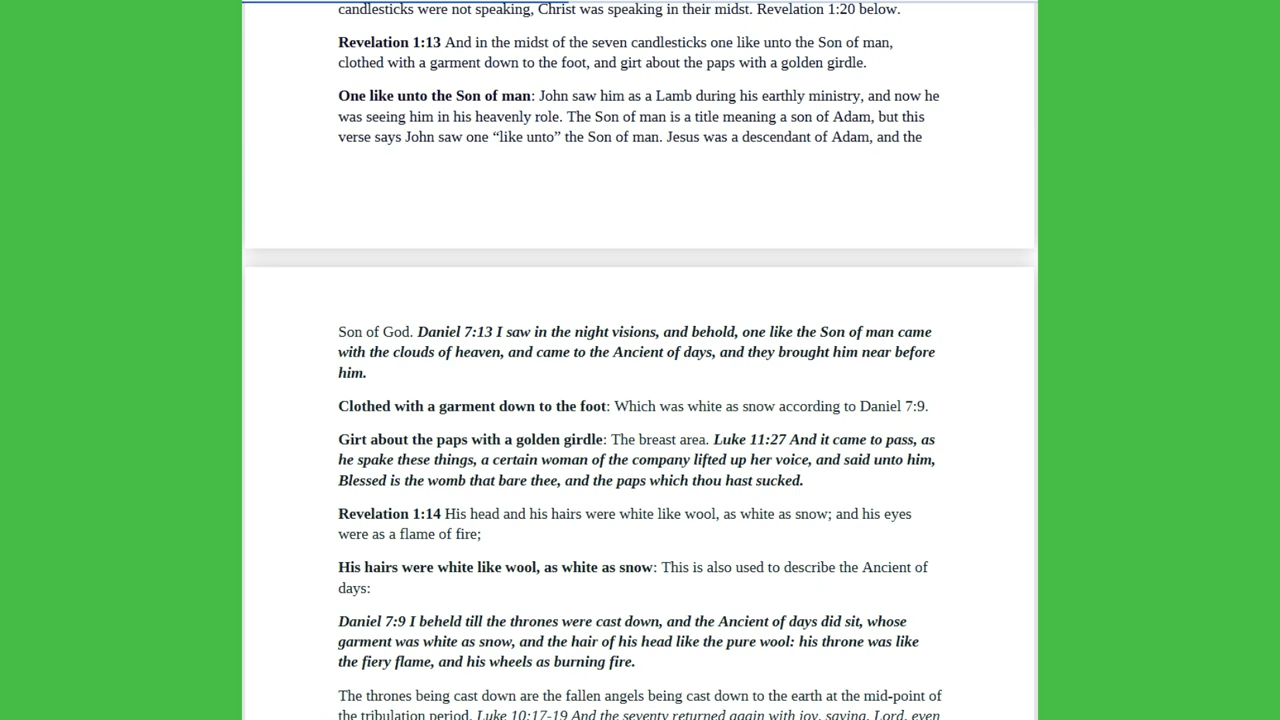 candlesticks were not speaking, Christ was speaking in their midst. Revelation 1:20 below.
Revelation 1:13 And in the midst of the seven candlesticks one like unto the Son of man,
clothed with a garment down to the foot, and girt about the paps with a golden girdle.
One like unto the Son of man: John saw him as a Lamb during his earthly ministry, and now he
was seeing him in his heavenly role. The Son of man is a title meaning a son of Adam, but this
verse says John saw one “like unto” the Son of man. Jesus was a descendant of Adam, and the
Son of God. Daniel 7:13 I saw in the night visions, and behold, one like the Son of man came
with the clouds of heaven, and came to the Ancient of days, and they brought him near before
him.
Clothed with a garment down to the foot: Which was white as snow according to Daniel 7:9.
Girt about the paps with a golden girdle: The breast area. Luke 11:27 And it came to pass, as
he spake these things, a certain woman of the company lifted up her voice, and said unto him,
Blessed is the womb that bare thee, and the paps which thou hast sucked.
Revelation 1:14 His head and his hairs were white like wool, as white as snow; and his eyes
were as a flame of fire;
His hairs were white like wool, as white as snow: This is also used to describe the Ancient of
days:
Daniel 7:9 I beheld till the thrones were cast down, and the Ancient of days did sit, whose
garment was white as snow, and the hair of his head like the pure wool: his throne was like
the fiery flame, and his wheels as burning fire.
The thrones being cast down are the fallen angels being cast down to the earth at the mid-point of
the tribulation period. Luke 10:17-19 And the seventy returned again with joy, saying, Lord, even